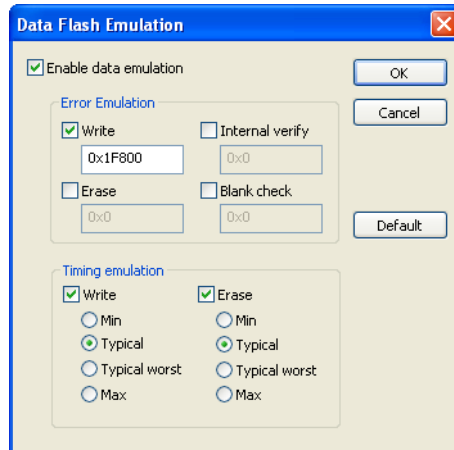 Data Flash Emulation
Enable data emulation
OK
Error Emulation
Cancel
Write
Internal verify
0x1F800
0x0
Erase
Blank check
0x0
0x0
Default
Timing emulation
Write
Erase
Min
Min
Typical
Typical
Typical worst
Typical worst
Max
Max